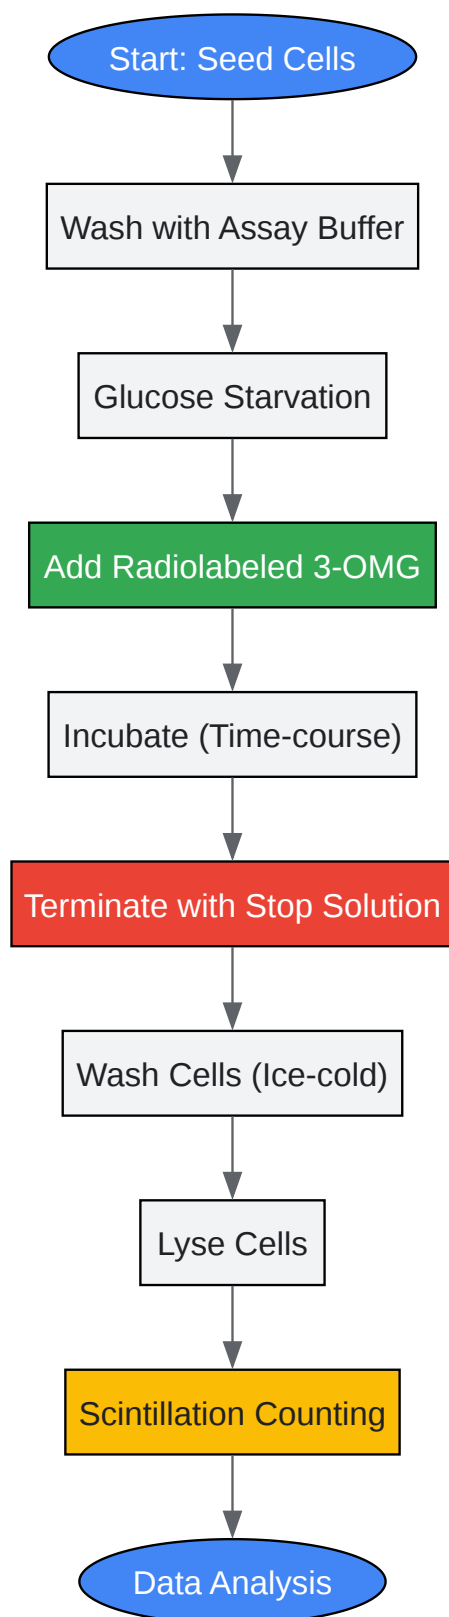 Start: Seed Cells
Wash with Assay Buffer
Glucose Starvation
Add Radiolabeled 3-OMG
Incubate (Time-course)
Terminate with Stop Solution
Wash Cells (Ice-cold)
Lyse Cells
Scintillation Counting
Data Analysis